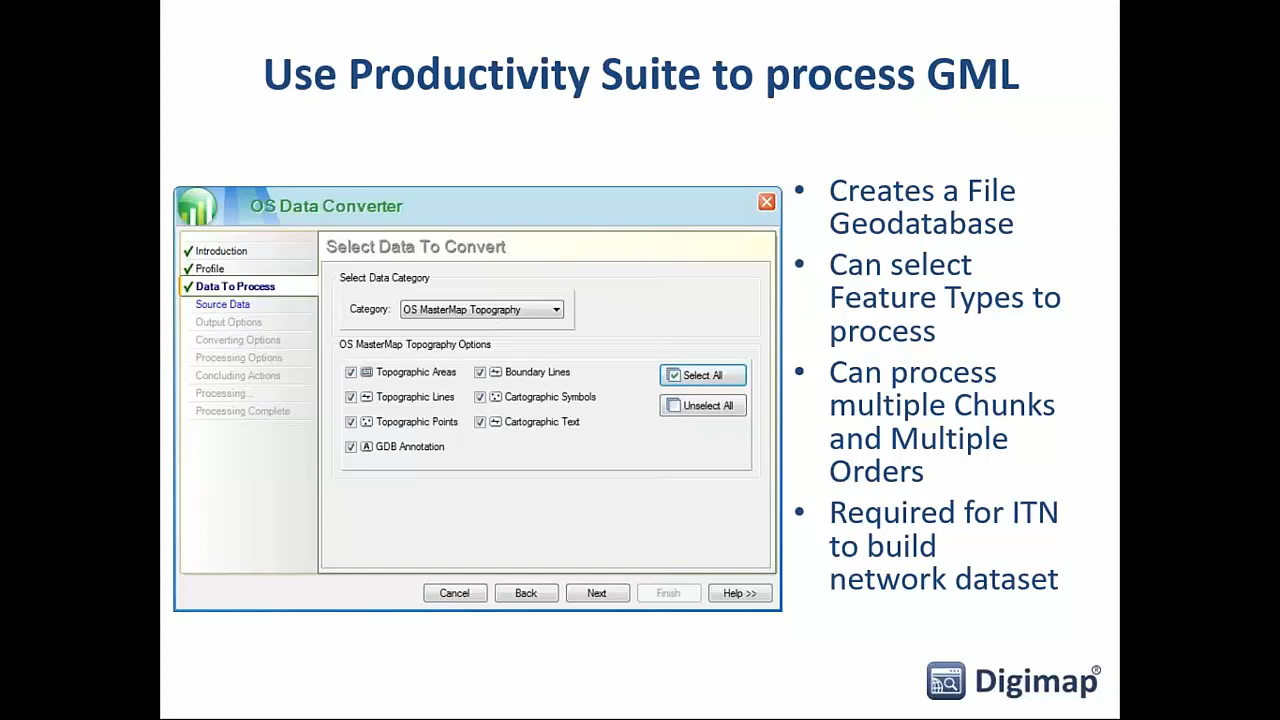 Use Productivity Suite to process GML
OS Data Converter
Introduction
Profile
Data To Process
Source Data
Output Options
Converting Options
Processing Options
Concluding Actions
Processing...
Processing Complete
Select Data To Convert
Select Data Category
Category: OS MasterMap Topography
OS MasterMap Topography Options
Topographic Areas Boundary Lines Select All
Topographic Lines Cartographic Symbols Unselect All
Topographic Points Cartographic Text
A GDB Annotation
Cancel Back Next Finish Help >>
• Creates a File
Geodatabase
• Can select
Feature Types to
process
• Can process
multiple Chunks
and Multiple
Orders
• Required for ITN
to build
network dataset
Digimap®